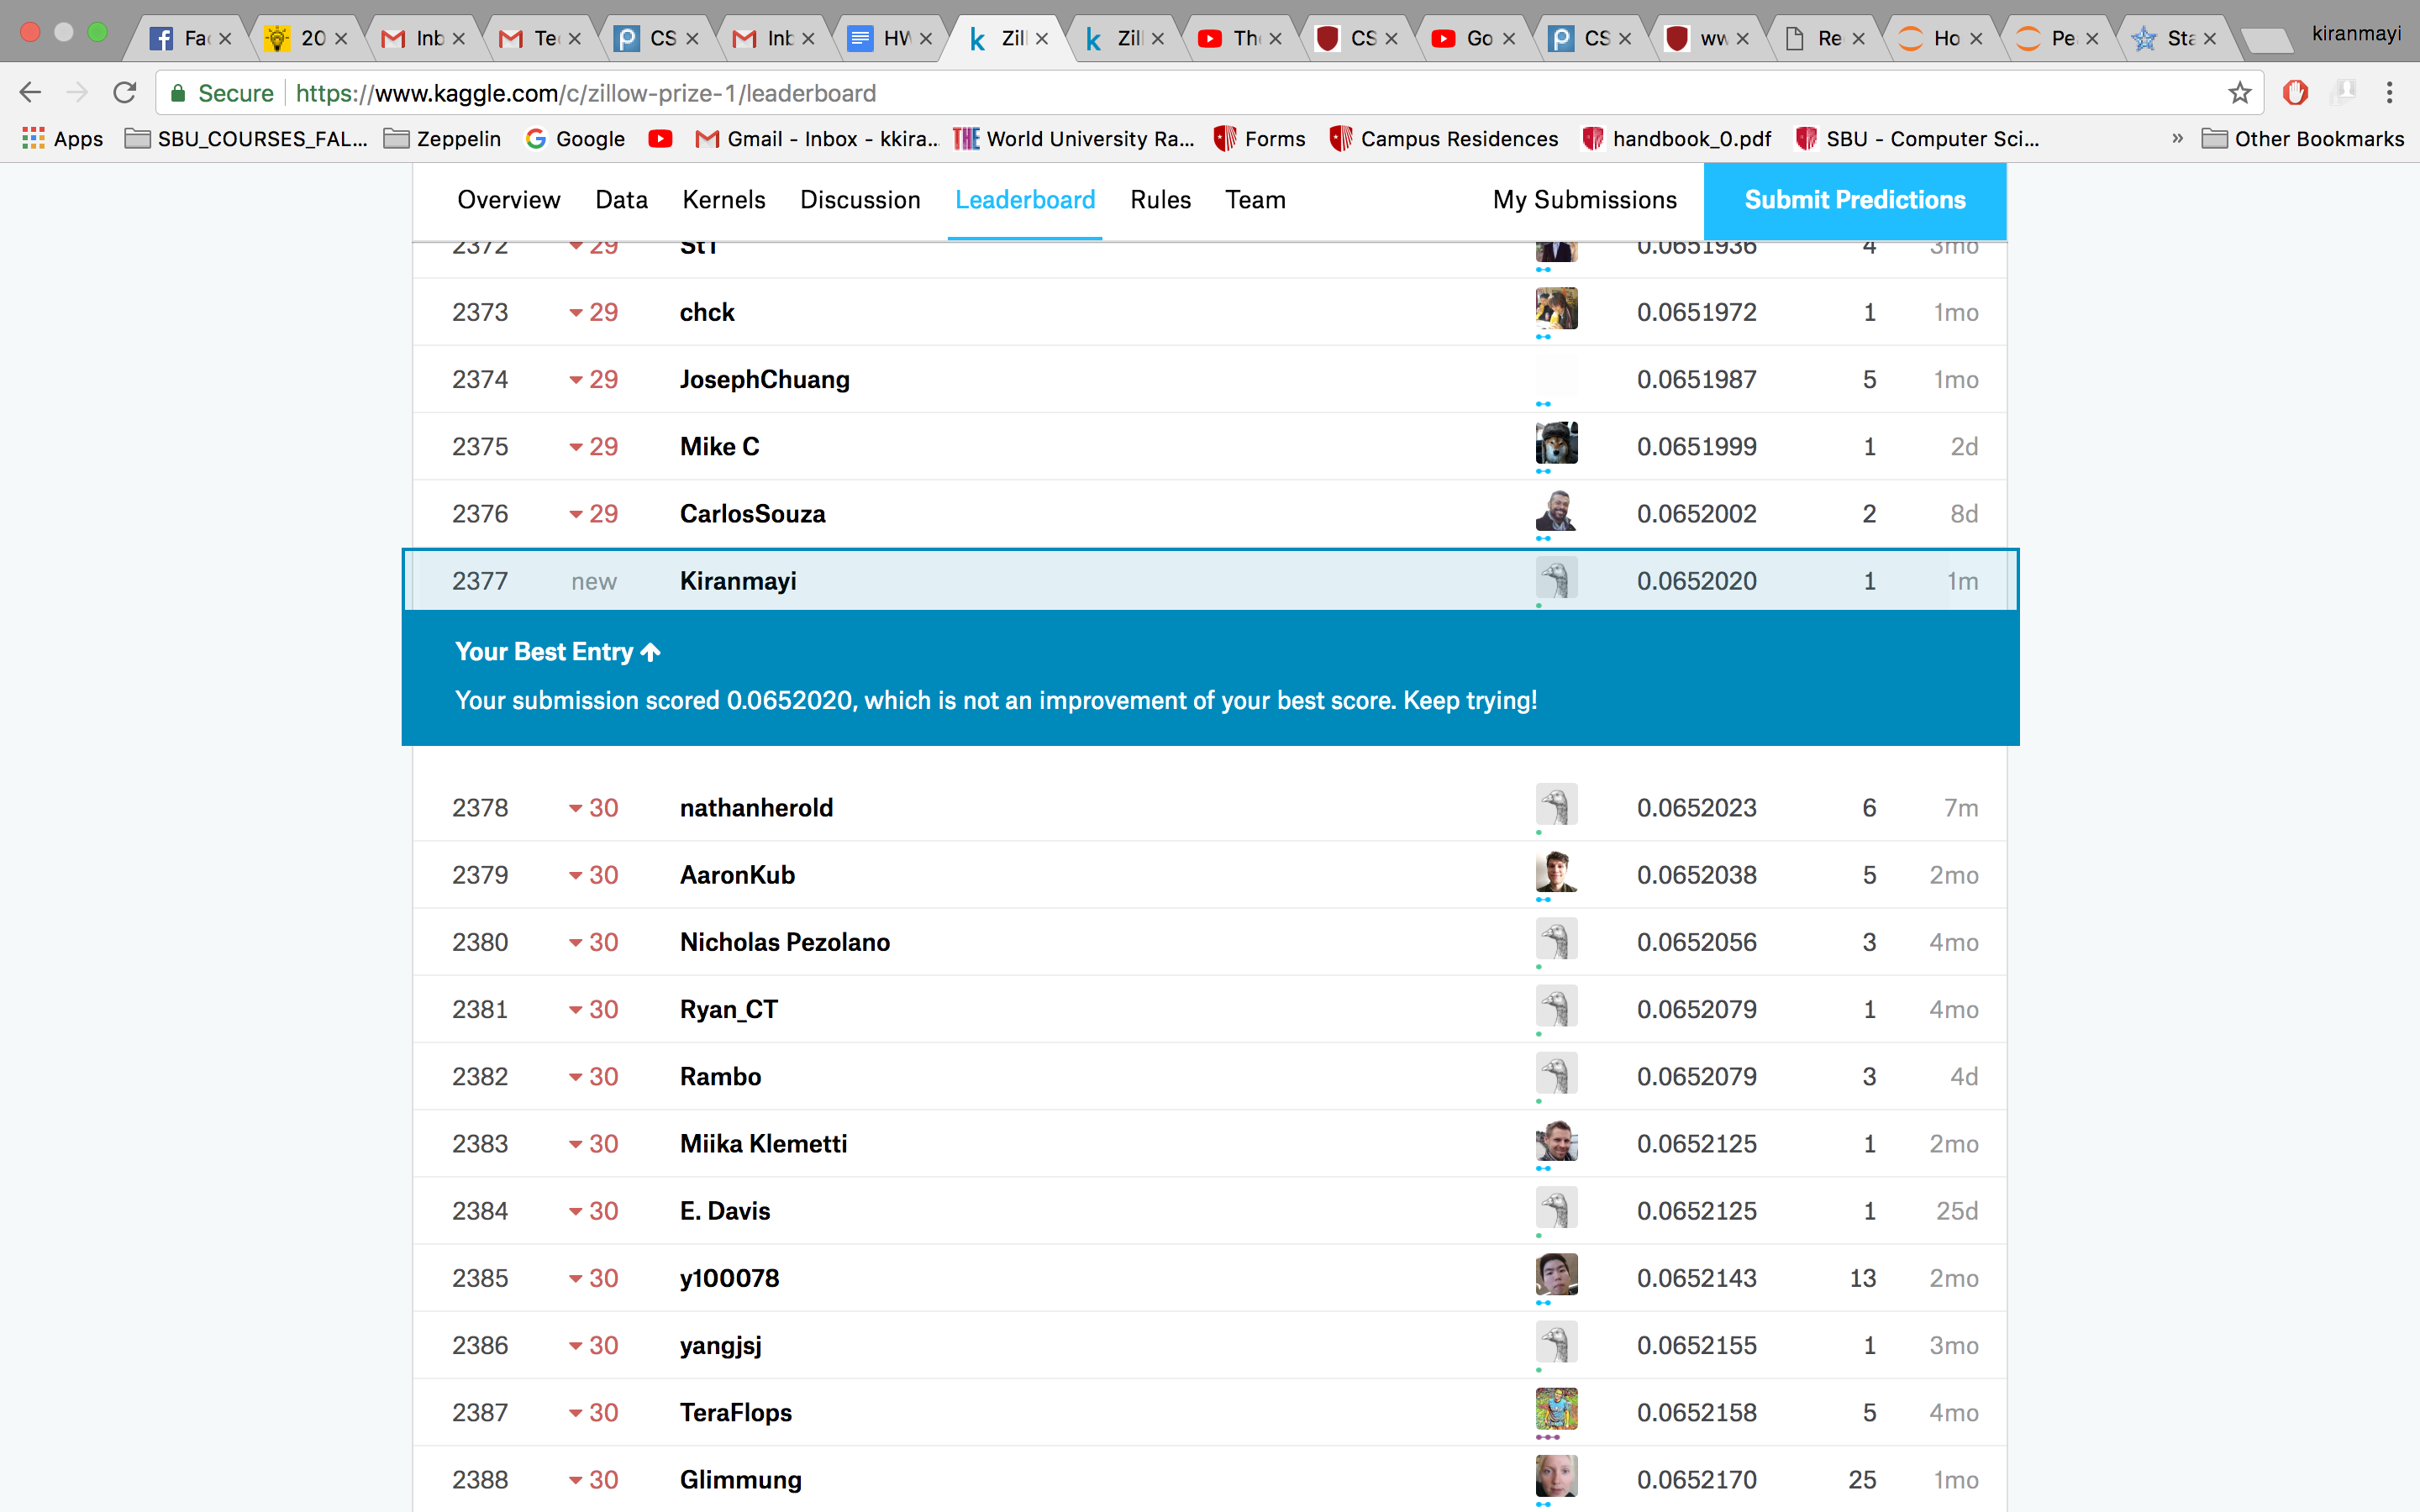 Fa 20 Inb Te CS Inb HW Zil Zil Th CS Go CS ww Re Ho Pe Sta kiranmayi
Secure https://www.kaggle.com/c/zillow-prize-1/leaderboard
Apps SBU_COURSES_FAL... Zeppelin Google Gmail - Inbox - kkira... THE World University Ra... Forms Campus Residences handbook_0.pdf SBU - Computer Sci... » Other Bookmarks
Overview Data Kernels Discussion Leaderboard Rules Team My Submissions Submit Predictions
2372 29 StT 0.0651936 4 3mo
2373 29 chck 0.0651972 1 1mo
2374 29 JosephChuang 0.0651987 5 1mo
2375 29 Mike C 0.0651999 1 2d
2376 29 CarlosSouza 0.0652002 2 8d
2377 new Kiranmayi 0.0652020 1 1m
Your Best Entry
Your submission scored 0.0652020, which is not an improvement of your best score. Keep trying!
2378 30 nathanherold 0.0652023 6 7m
2379 30 AaronKub 0.0652038 5 2mo
2380 30 Nicholas Pezolano 0.0652056 3 4mo
2381 30 Ryan_CT 0.0652079 1 4mo
2382 30 Rambo 0.0652079 3 4d
2383 30 Miika Klemetti 0.0652125 1 2mo
2384 30 E. Davis 0.0652125 1 25d
2385 30 y100078 0.0652143 13 2mo
2386 30 yangjsj 0.0652155 1 3mo
2387 30 TeraFlops 0.0652158 5 4mo
2388 30 Glimmung 0.0652170 25 1mo